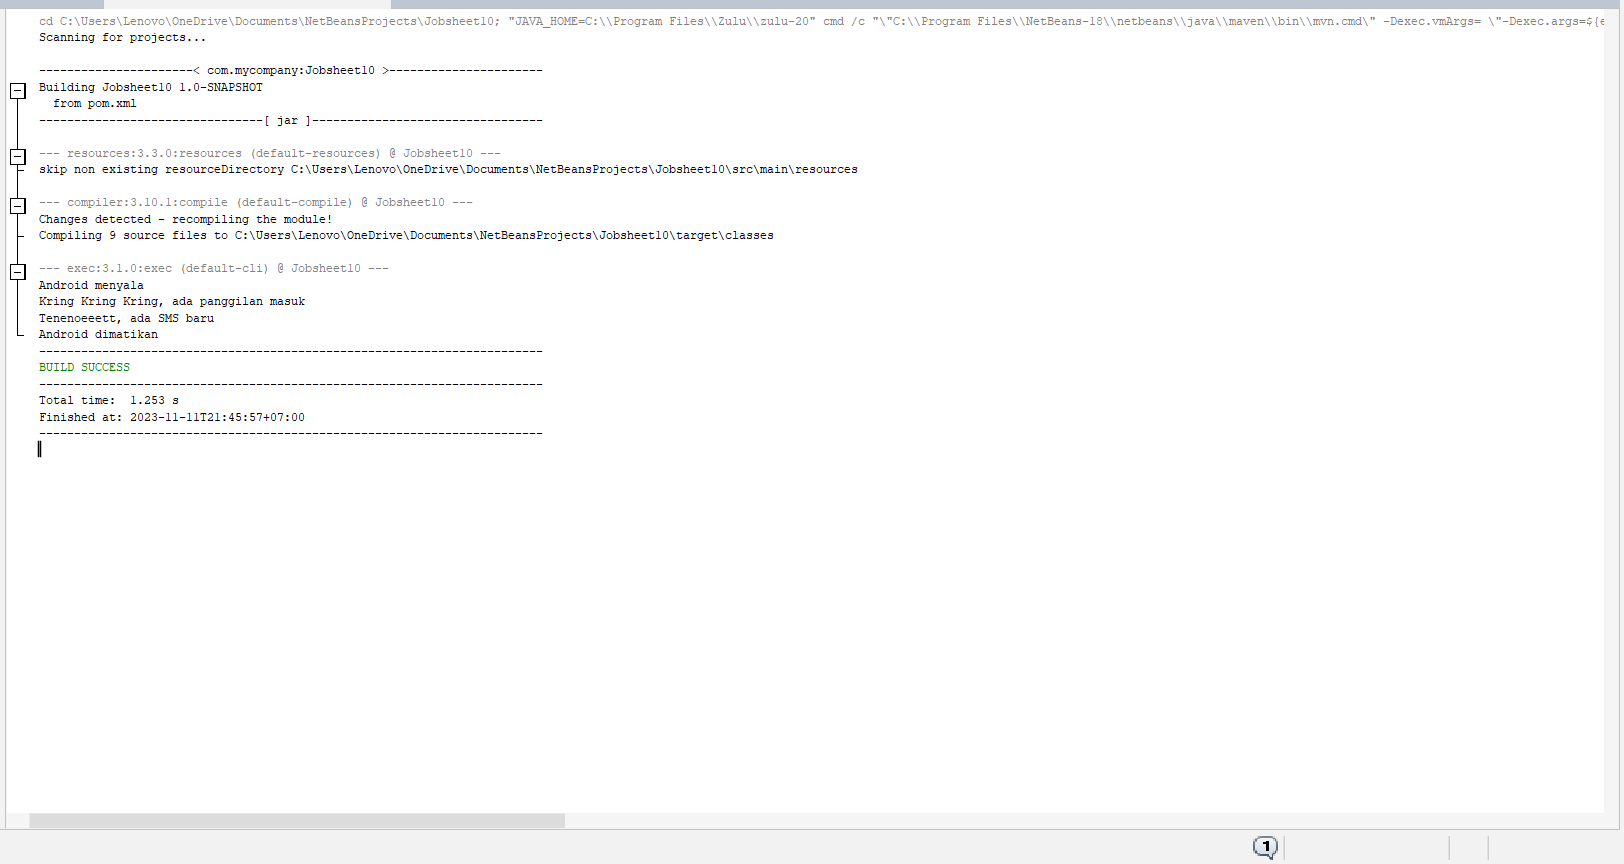 cd C:\Users\Lenovo\OneDrive\Documents\NetBeansProjects\Jobsheet10; "JAVA_HOME=C:\\Program Files\\Zulu\\zulu-20" cmd /c "\"C:\\Program Files\\NetBeans-18\\netbeans\\java\\maven\\bin\\mvn.cmd\" -Dexec.vmArgs= \"-Dexec.args=${e
Scanning for projects...
----------------------< com.mycompany:Jobsheet10 >----------------------
Building Jobsheet10 1.0-SNAPSHOT
  from pom.xml
--------------------------------[ jar ]---------------------------------
--- resources:3.3.0:resources (default-resources) @ Jobsheet10 ---
skip non existing resourceDirectory C:\Users\Lenovo\OneDrive\Documents\NetBeansProjects\Jobsheet10\src\main\resources
--- compiler:3.10.1:compile (default-compile) @ Jobsheet10 ---
Changes detected - recompiling the module!
Compiling 9 source files to C:\Users\Lenovo\OneDrive\Documents\NetBeansProjects\Jobsheet10\target\classes
--- exec:3.1.0:exec (default-cli) @ Jobsheet10 ---
Android menyala
Kring Kring Kring, ada panggilan masuk
Tenenoeeett, ada SMS baru
Android dimatikan
------------------------------------------------------------------------
BUILD SUCCESS
------------------------------------------------------------------------
Total time:  1.253 s
Finished at: 2023-11-11T21:45:57+07:00
------------------------------------------------------------------------
1